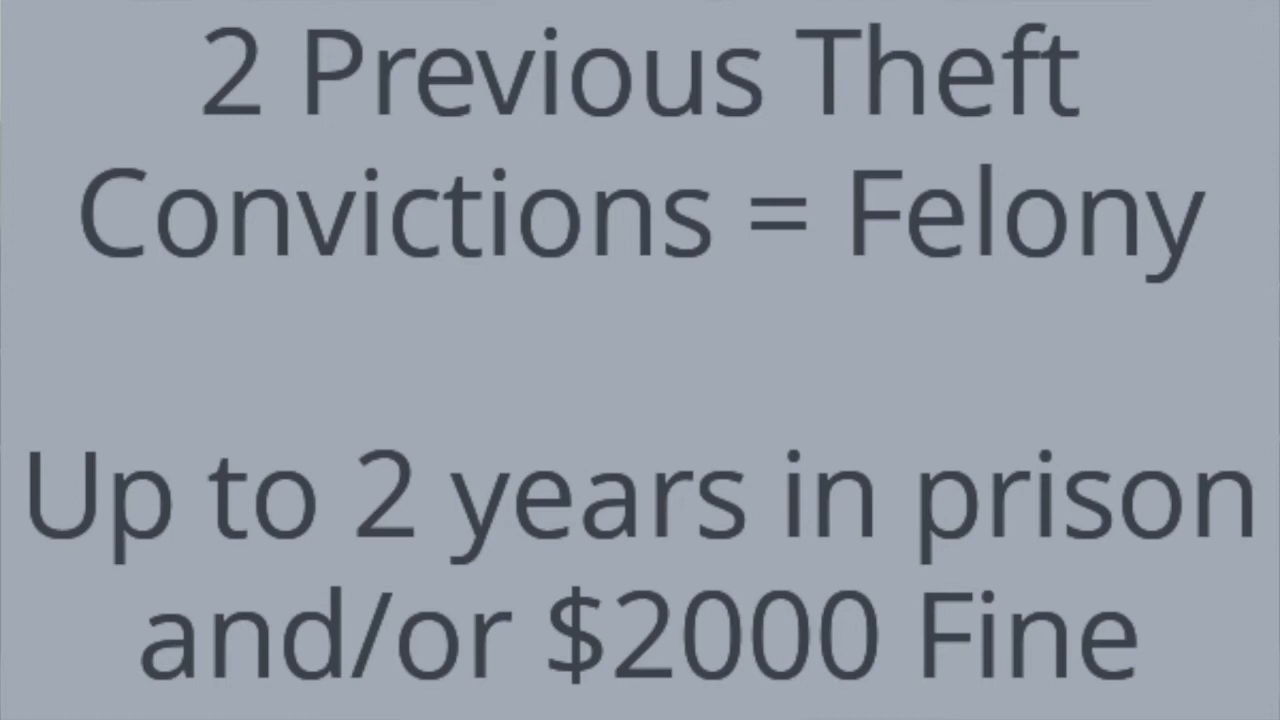 2 Previous Theft
Convictions = Felony
Up to 2 years in prison
and/or $2000 Fine